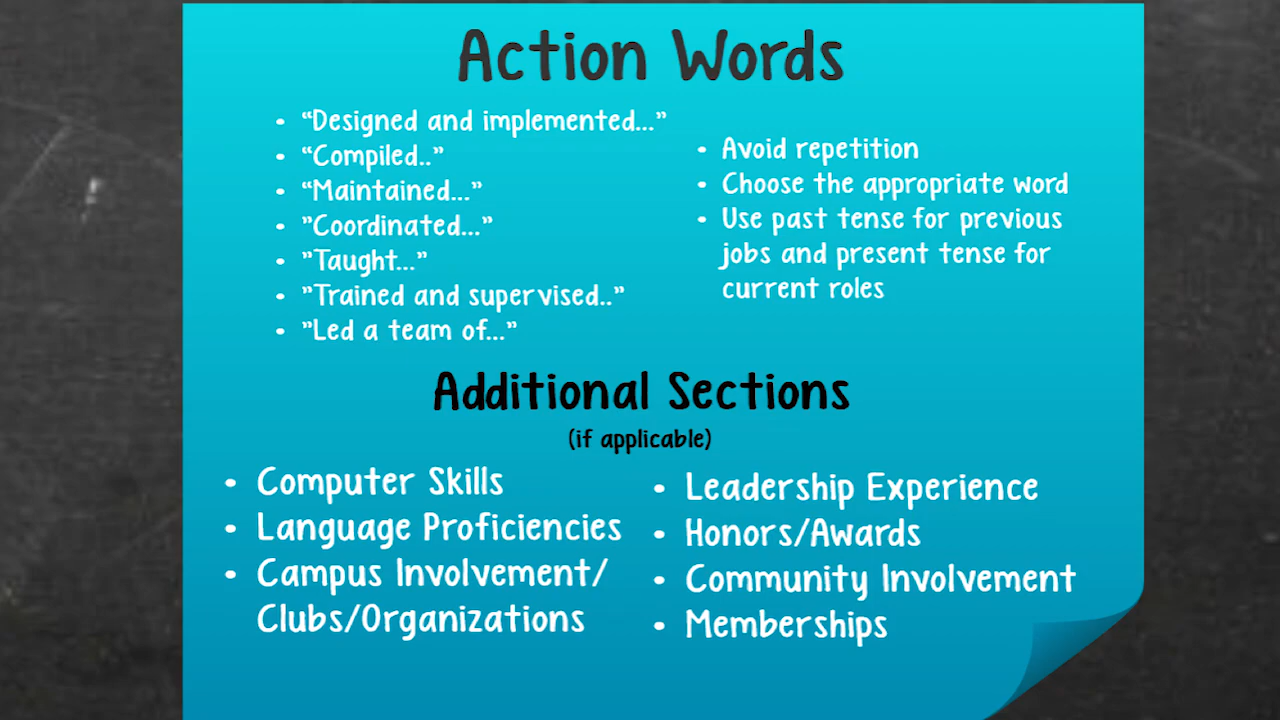 Action Words
• “Designed and implemented...”
• “Compiled..”
• “Maintained...”
• ”Coordinated...”
• ”Taught...”
• ”Trained and supervised..”
• ”Led a team of...”
• Avoid repetition
• Choose the appropriate word
• Use past tense for previous
jobs and present tense for
current roles
Additional Sections
(if applicable)
• Computer Skills
• Language Proficiencies
• Campus Involvement/
Clubs/Organizations
• Leadership Experience
• Honors/Awards
• Community Involvement
• Memberships